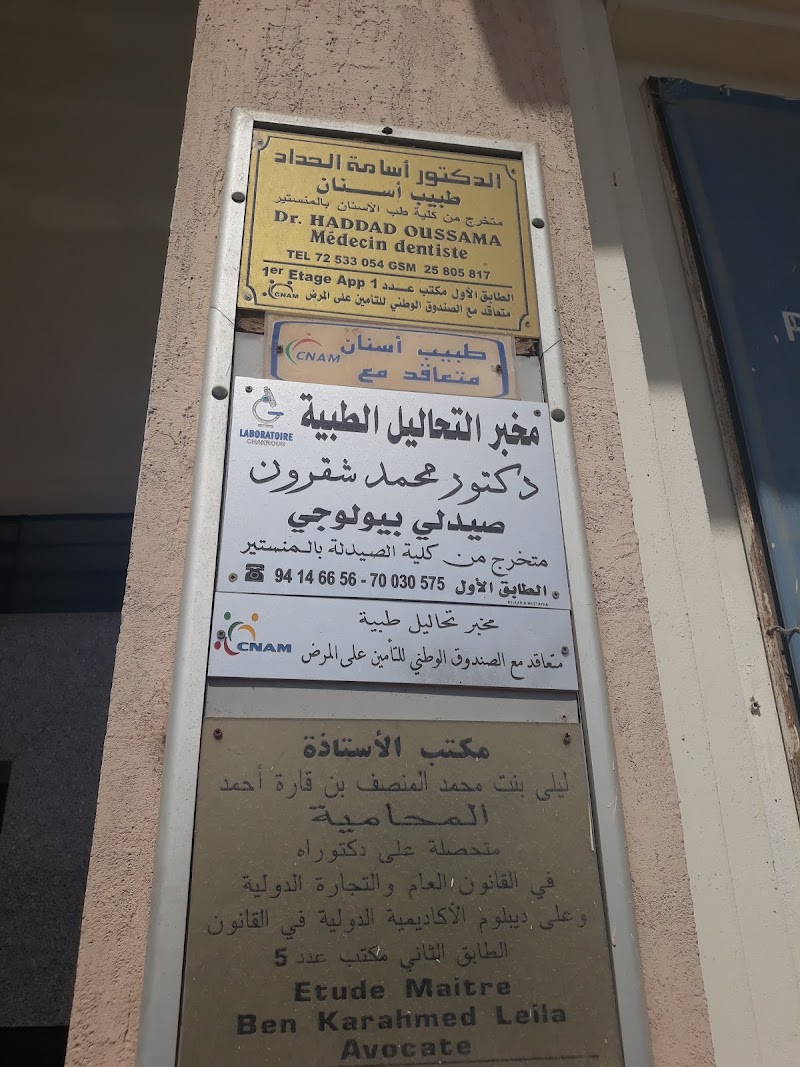 الدكتور أسامة الحداد
طبيب أسنان
متخرج من كلية طب الأسنان بالمنستير
Dr. HADDAD OUSSAMA
Médecin dentiste
TEL 72 533 054 GSM 25 805 817
1er Etage App 1 الطابق الأول مكتب عدد
CNAM متعاقد مع الصندوق الوطني للتأمين على المرض
طبيب أسنان
متعاقد مع CNAM
مخبر التحاليل الطبية
LABORATOIRE
CHAKROUN
دكتور محمد شقرون
صيدلي بيولوجي
متخرج من كلية الصيدلة بالمنستير
الطابق الأول 70 030 575 - 94 14 66 56
مخبر تحاليل طبية
CNAM متعاقد مع الصندوق الوطني للتأمين على المرض
مكتب الأستاذة
ليلى بنت محمد المنصف بن قارة أحمد
المحامية
متحصلة على دكتوراه
في القانون العام والتجارة الدولية
وعلى ديبلوم الأكاديمية الدولية في القانون
الطابق الثاني مكتب عدد 5
Etude Maitre
Ben Karahmed Leila
Avocate